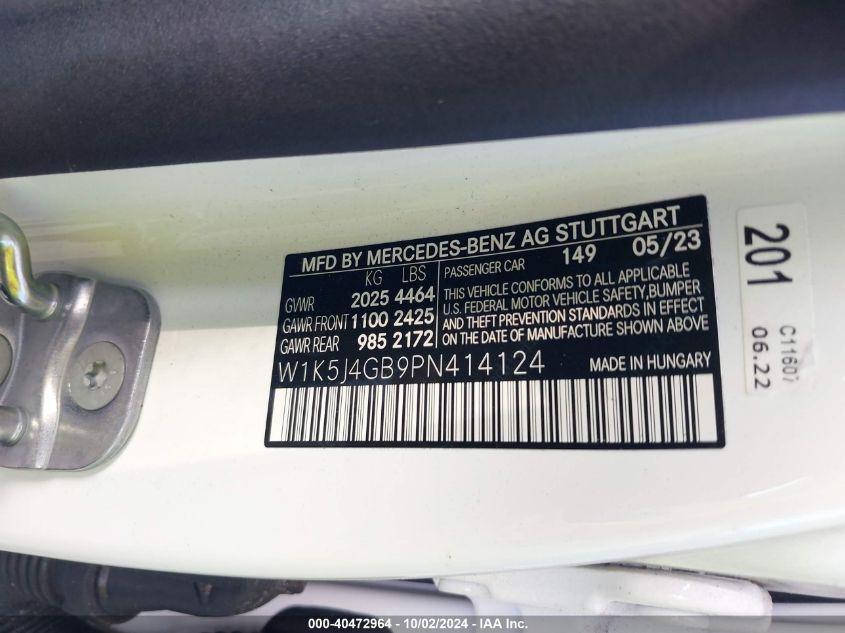 MFD BY MERCEDES-BENZ AG STUTTGART
KG LBS
PASSENGER CAR 149 05/23
GVWR 2025 4464
GAWR FRONT 1100 2425
GAWR REAR 985 2172
THIS VEHICLE CONFORMS TO ALL APPLICABLE
U.S. FEDERAL MOTOR VEHICLE SAFETY,BUMPER
AND THEFT PREVENTION STANDARDS IN EFFECT
ON THE DATE OF MANUFACTURE SHOWN ABOVE
W1K5J4GB9PN414124
201
C11607
06.22
000-40472964 - 10/02/2024 - IAA Inc.